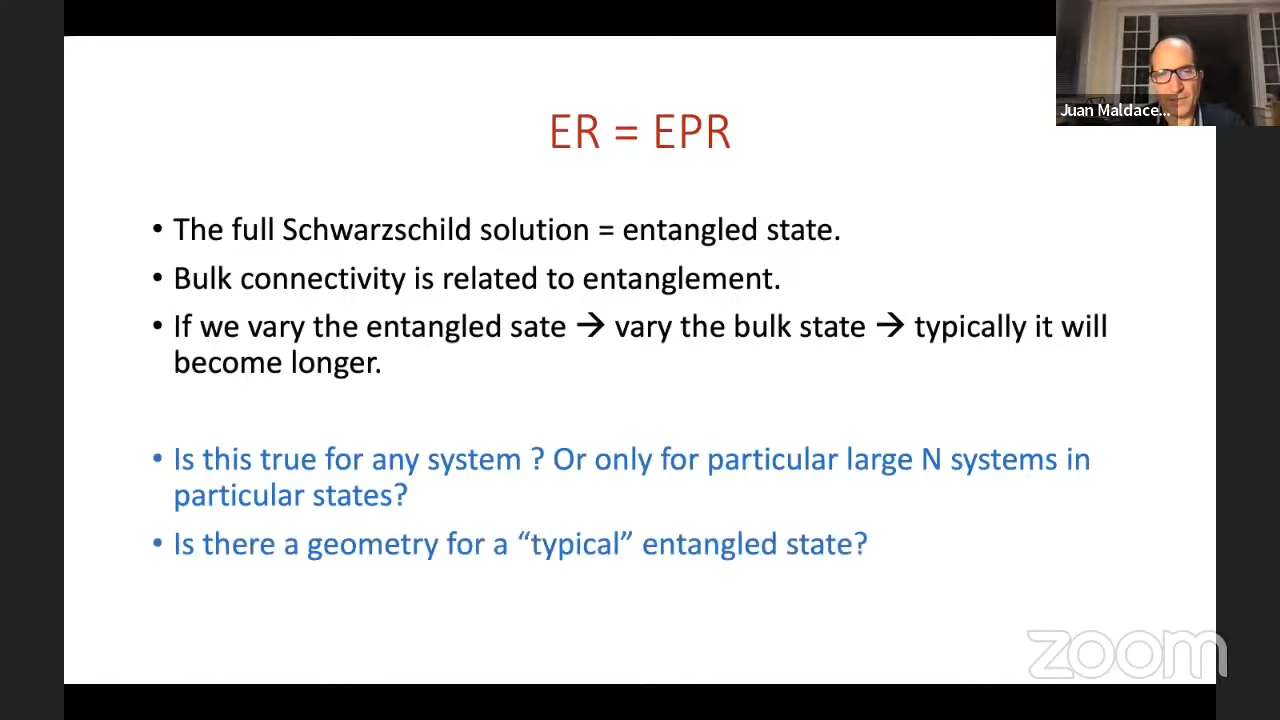 Juan Maldace...
ER = EPR
• The full Schwarzschild solution = entangled state.
• Bulk connectivity is related to entanglement.
• If we vary the entangled sate → vary the bulk state → typically it will
become longer.
• Is this true for any system ? Or only for particular large N systems in
particular states?
• Is there a geometry for a “typical” entangled state?
zoom